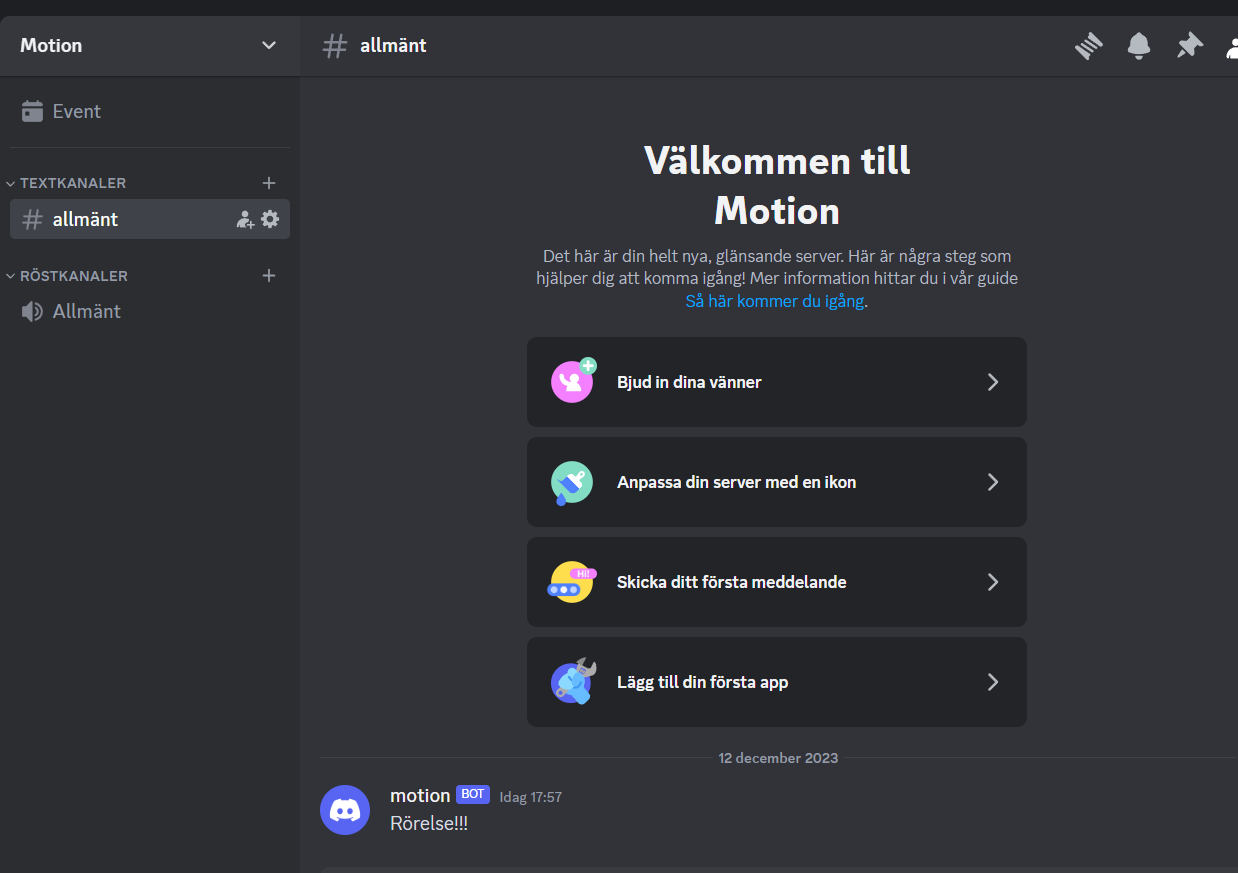 Motion
allmänt
Event
TEXTKANALER
allmänt
RÖSTKANALER
Allmänt
Välkommen till
Motion
Det här är din helt nya, glänsande server. Här är några steg som
hjälper dig att komma igång! Mer information hittar du i vår guide
Så här kommer du igång.
Bjud in dina vänner
Anpassa din server med en ikon
Hi!
Skicka ditt första meddelande
Lägg till din första app
12 december 2023
motion BOT Idag 17:57
Rörelse!!!